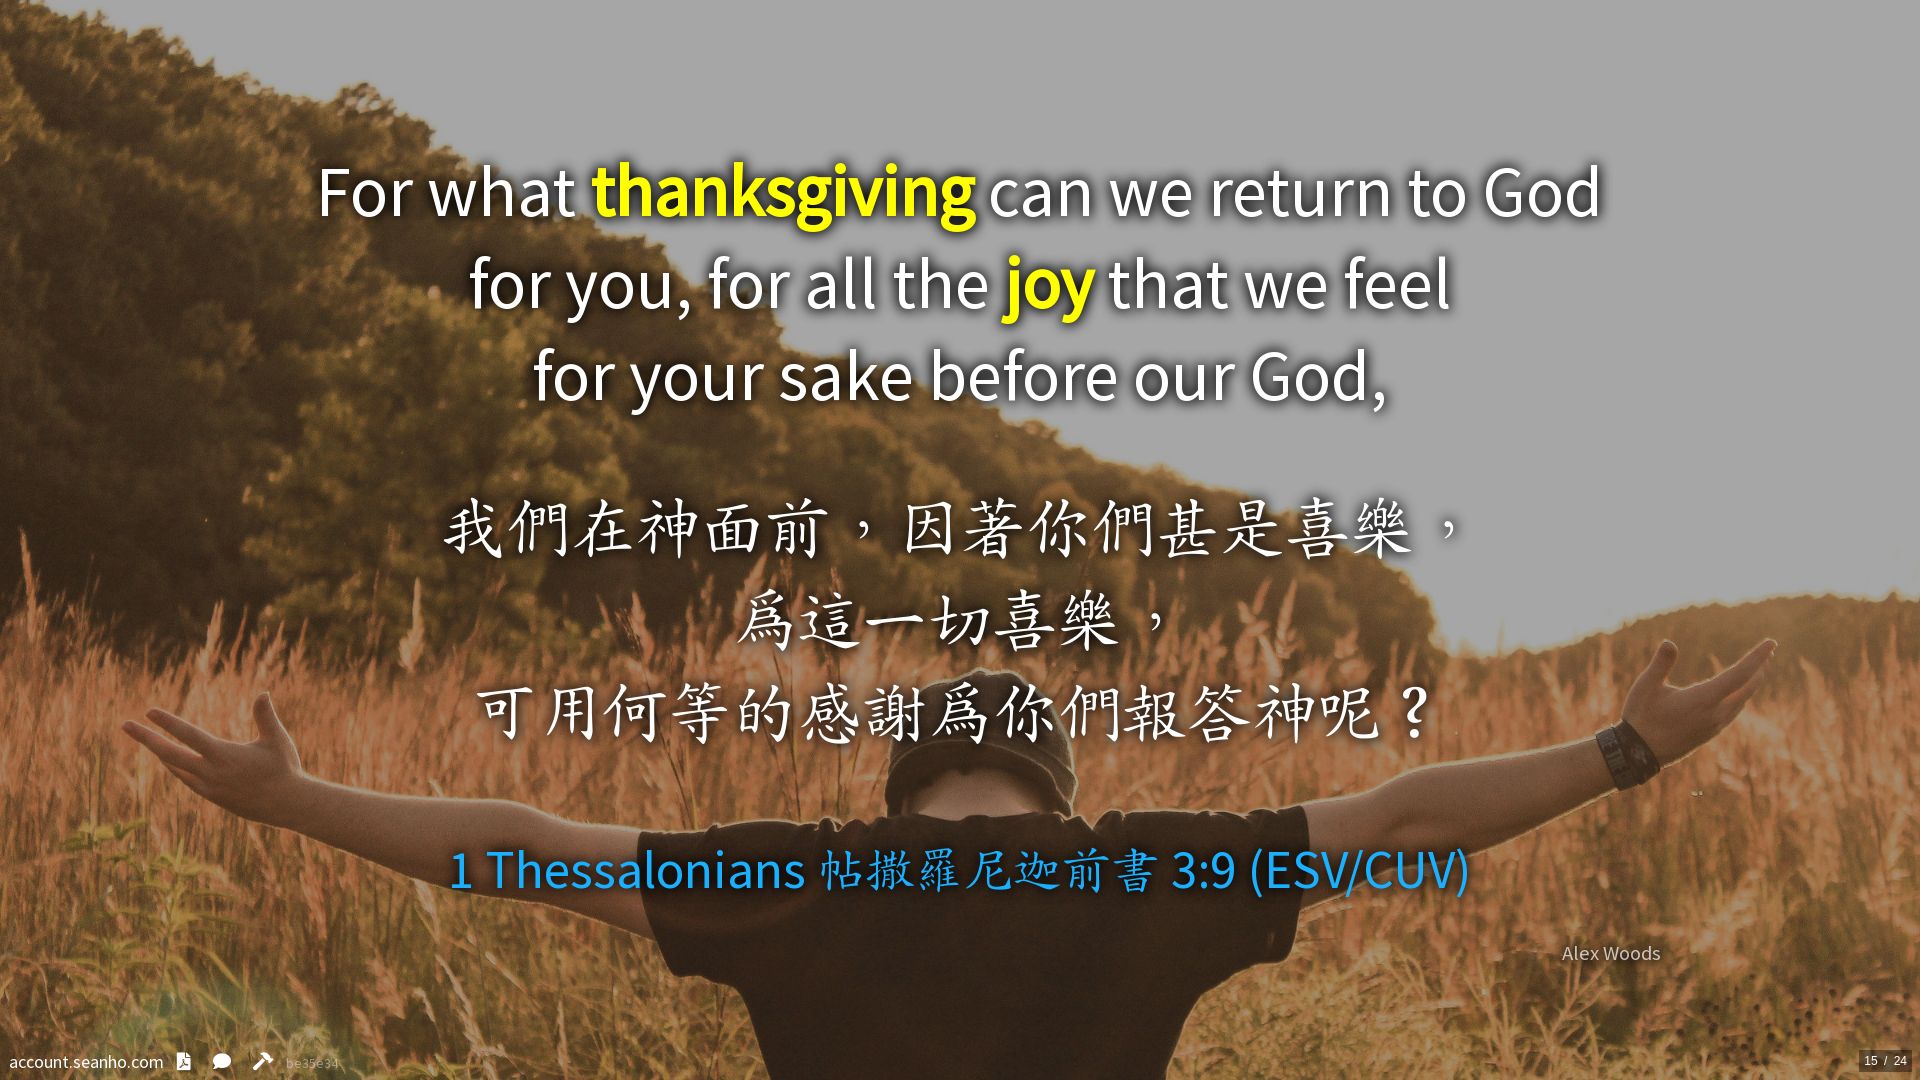 For what thanksgiving can we return to God
for you, for all the joy that we feel
for your sake before our God,
我們在神面前，因著你們甚是喜樂，
爲這一切喜樂，
可用何等的感謝爲你們報答神呢？
1 Thessalonians 帖撒羅尼迦前書 3:9 (ESV/CUV)
Alex Woods
account.seanho.com be35e34
15 / 24